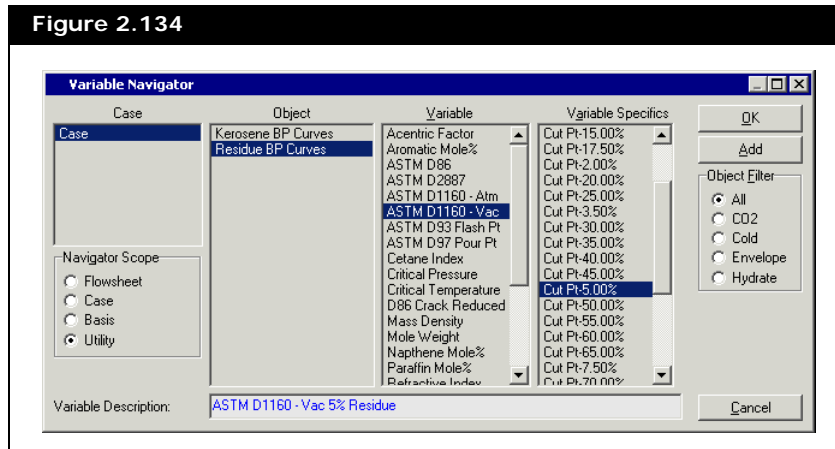 Figure 2.134
Variable Navigator
Case
Case
Navigator Scope
Flowsheet
Case
Basis
Utility
Object
Kerosene BP Curves
Residue BP Curves
Variable
Acentric Factor
Aromatic Mole%
ASTM D86
ASTM D2887
ASTM D1160 - Atm
ASTM D1160 - Vac
ASTM D93 Flash Pt
ASTM D97 Pour Pt
Cetane Index
Critical Pressure
Critical Temperature
D86 Crack Reduced
Mass Density
Mole Weight
Napthene Mole%
Paraffin Mole%
Refractive Index
Variable Specifics
Cut Pt-15.00%
Cut Pt-17.50%
Cut Pt-2.00%
Cut Pt-20.00%
Cut Pt-25.00%
Cut Pt-3.50%
Cut Pt-30.00%
Cut Pt-35.00%
Cut Pt-40.00%
Cut Pt-45.00%
Cut Pt-5.00%
Cut Pt-50.00%
Cut Pt-55.00%
Cut Pt-60.00%
Cut Pt-65.00%
Cut Pt-7.50%
Cut Pt-70.00%
OK
Add
Object Filter
All
CO2
Cold
Envelope
Hydrate
Variable Description:
ASTM D1160 - Vac 5% Residue
Cancel